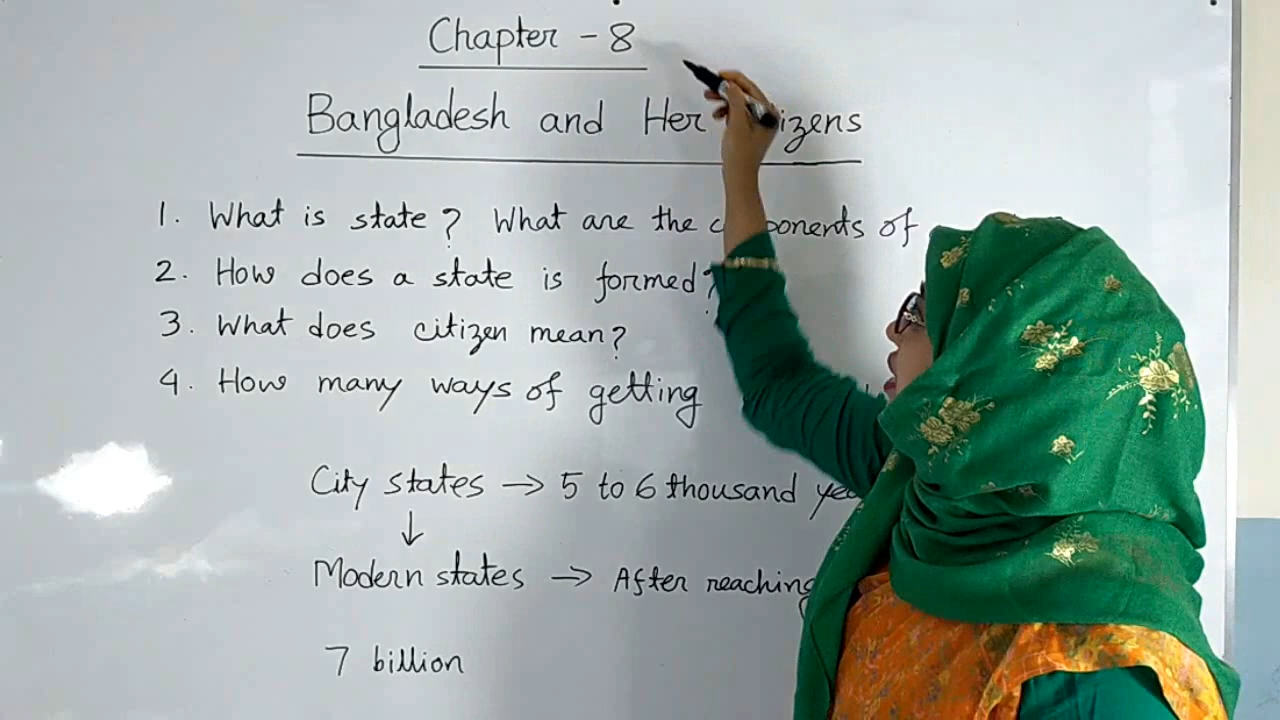 Chapter - 8
Bangladesh and Her
1. What is state? What are the of
2. How does a state is formed?
3. What does citizen mean?
4. How many ways of getting
City states → 5 to 6 thousand
↓
Modern states → After reaching
7 billion